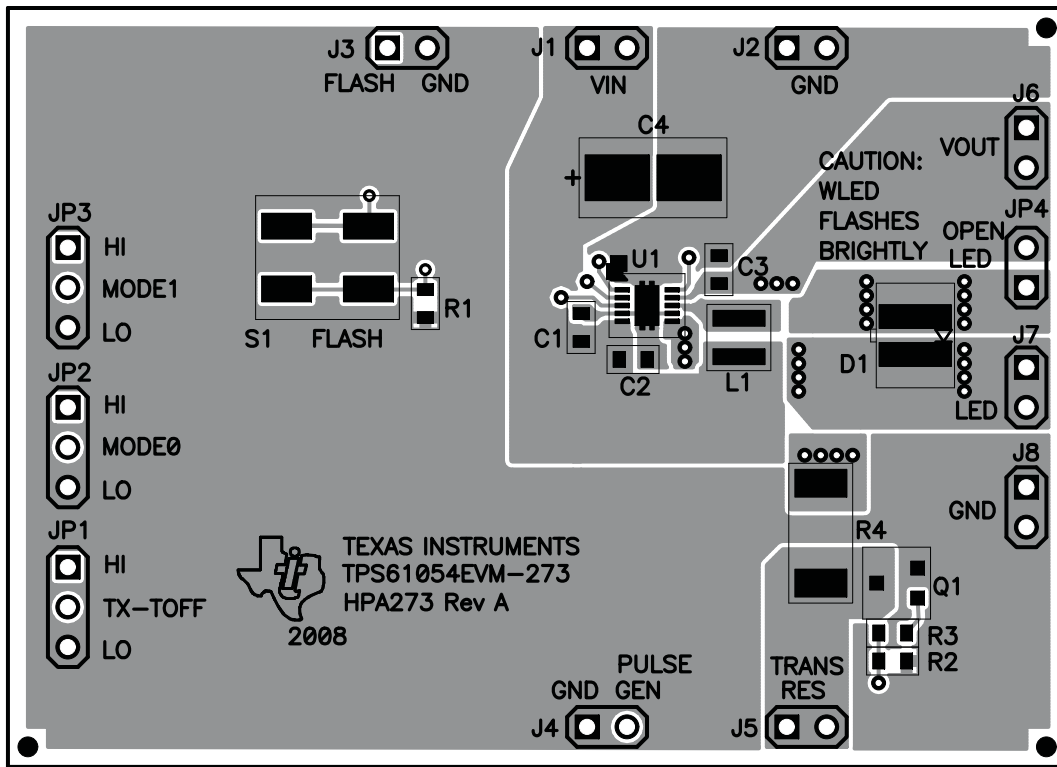 J3
FLASH GND
J1
VIN
J2
GND
J6
VOUT
C4
+
CAUTION:
WLED
FLASHES
BRIGHTLY
JP4
OPEN
LED
JP3
HI
MODE1
LO
S1 FLASH
R1
U1
C3
C1
C2
L1
D1
J7
LED
JP2
HI
MODE0
LO
J8
GND
R4
JP1
HI
TX-TOFF
LO
TEXAS INSTRUMENTS
TPS61054EVM-273
HPA273 Rev A
2008
Q1
R3
R2
PULSE
GND GEN
J4
TRANS
RES
J5